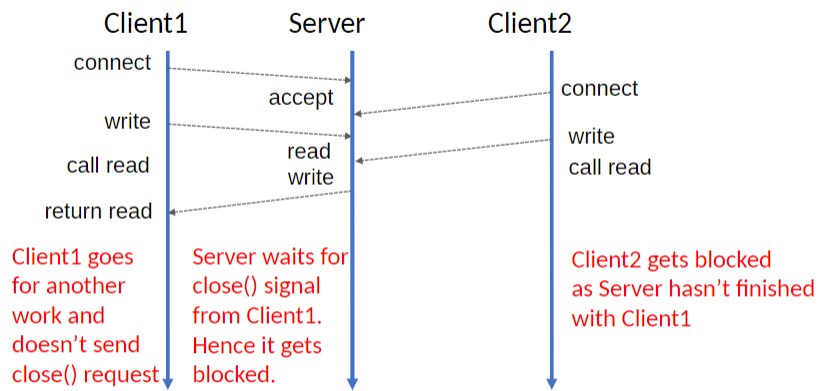 Client1
Server
Client2
connect
accept
connect
write
write
call read
read
write
call read
return read
Client1 goes
for another
work and
doesn’t send
close() request
Server waits for
close() signal
from Client1.
Hence it gets
blocked.
Client2 gets blocked
as Server hasn’t finished
with Client1